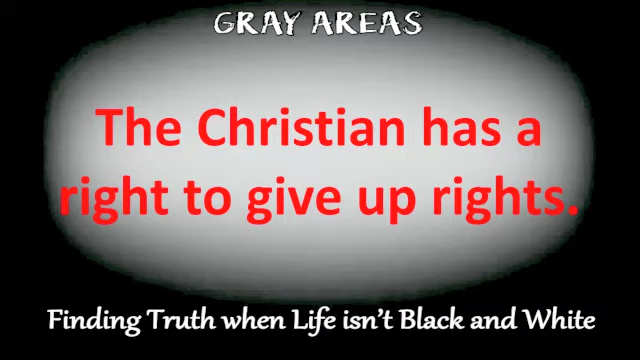 GRAY AREAS
The Christian has a
right to give up rights.
Finding Truth when Life isn't Black and White